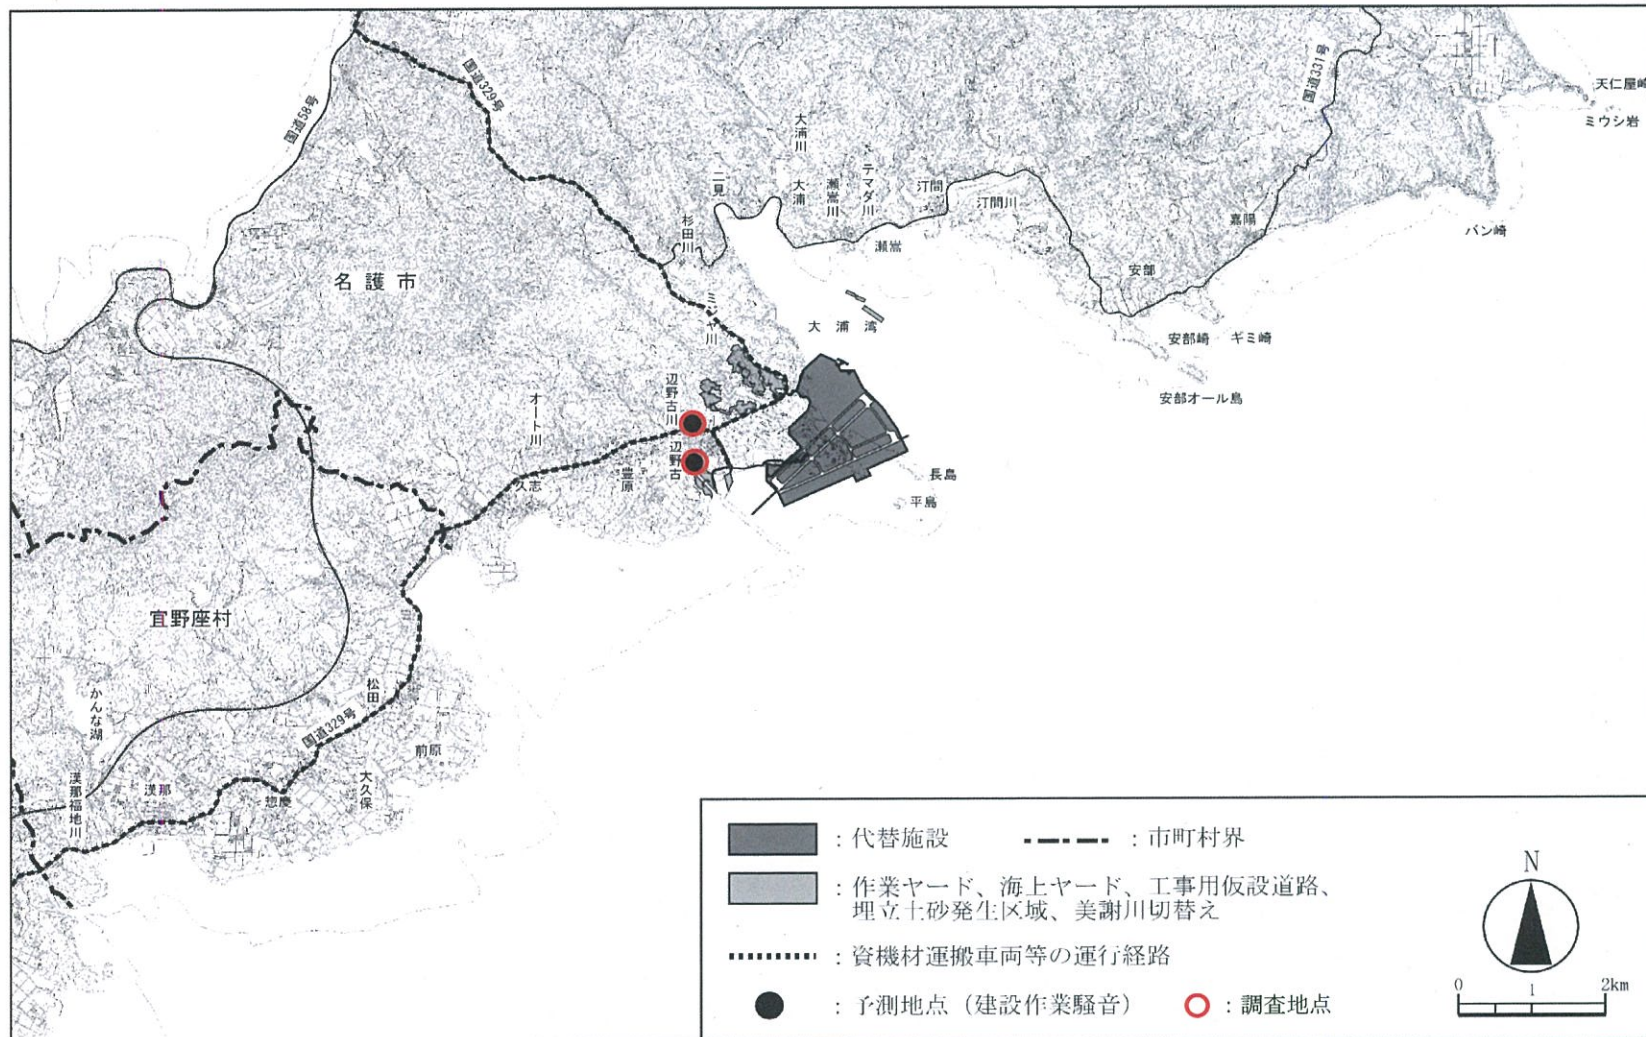 国道58号
国道329号
国道331号
天仁屋崎
ミウシ岩
バン崎
大浦川
二見
大浦
瀬嵩川
テマダ川
汀間
汀間川
嘉陽
杉田川
瀬嵩
安部
名護市
大浦湾
安部崎
ギミ崎
安部オール島
辺野古川
オート川
辺野古
豊原
久志
長島
平島
宜野座村
かんな湖
松田
国道329号
前原
大久保
漢那福地川
漢那
惣慶
：代替施設
：市町村界
：作業ヤード、海上ヤード、工事用仮設道路、
埋立土砂発生区域、美謝川切替え
：資機材運搬車両等の運行経路
：予測地点（建設作業騒音）
：調査地点
N
0 1 2km